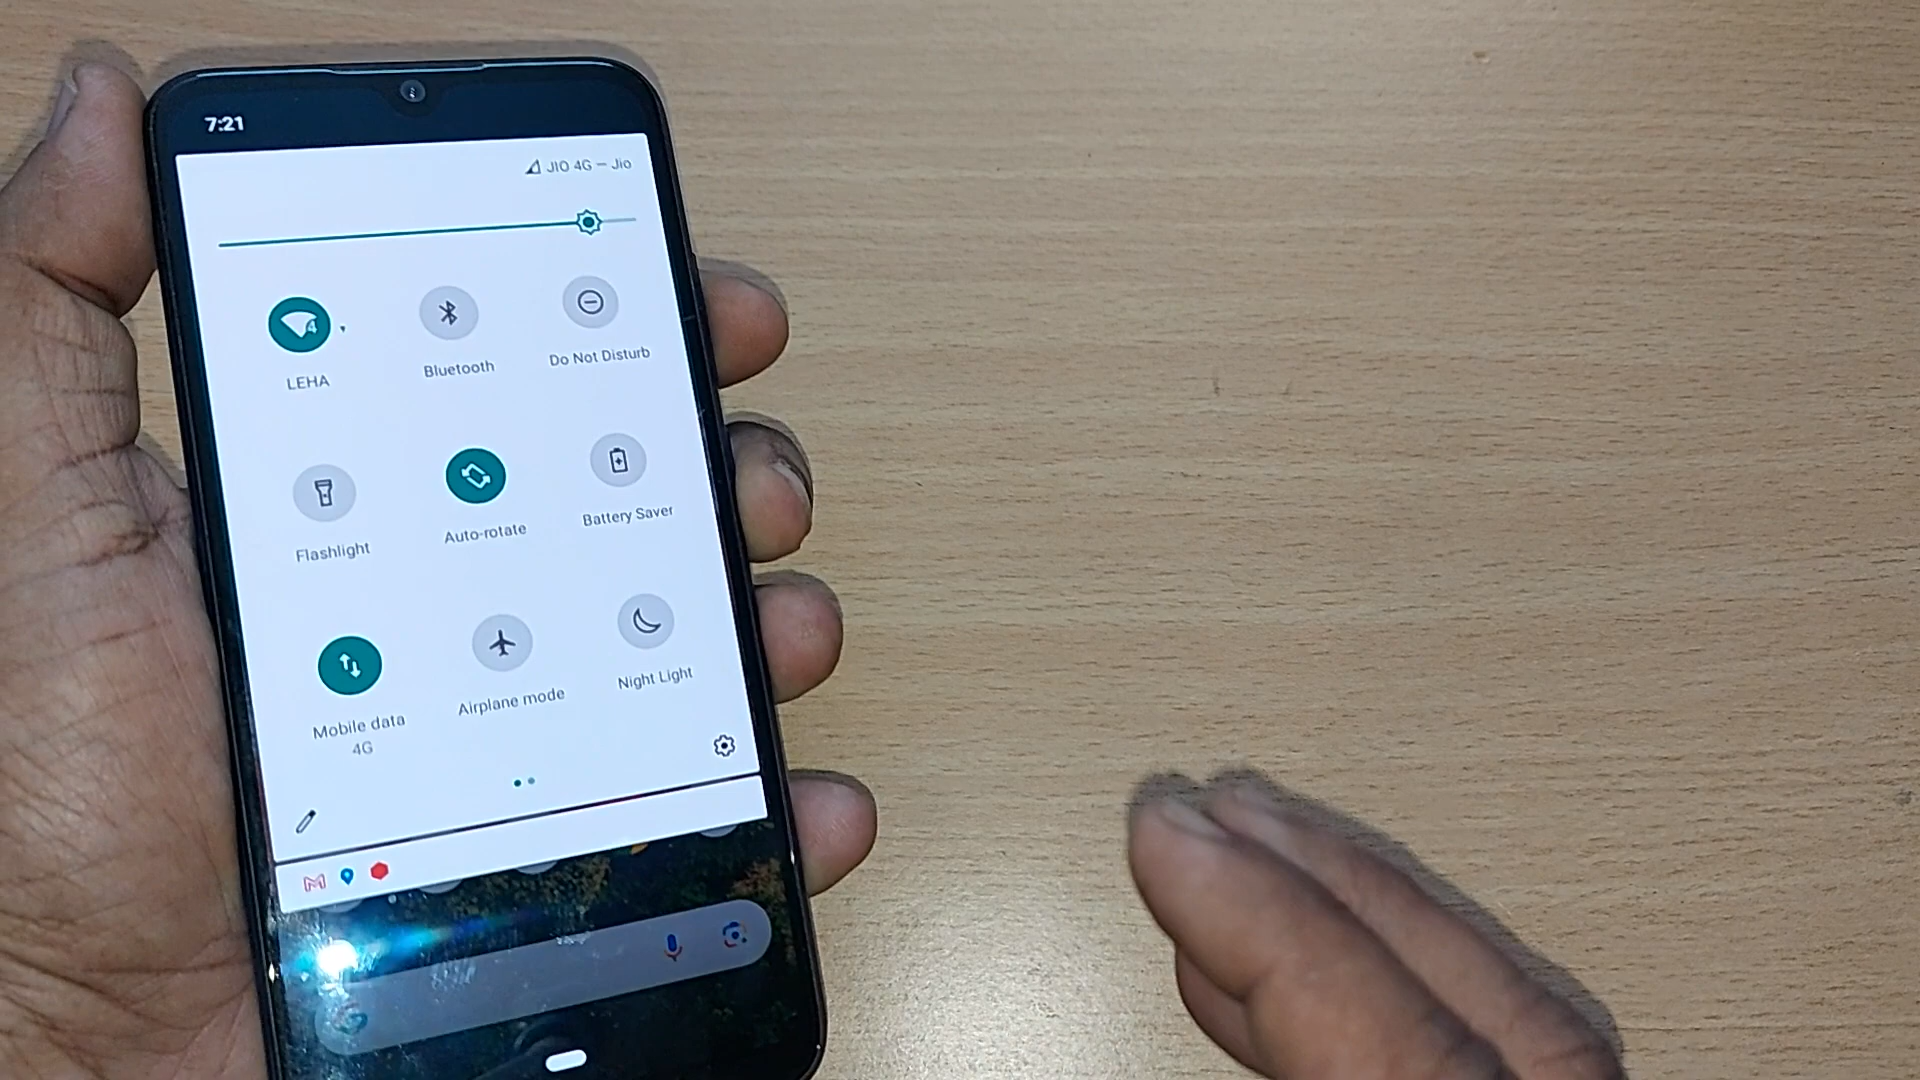 7:21
JIO 4G — Jio
LEHA
Bluetooth
Do Not Disturb
Flashlight
Auto-rotate
Battery Saver
Mobile data
4G
Airplane mode
Night Light